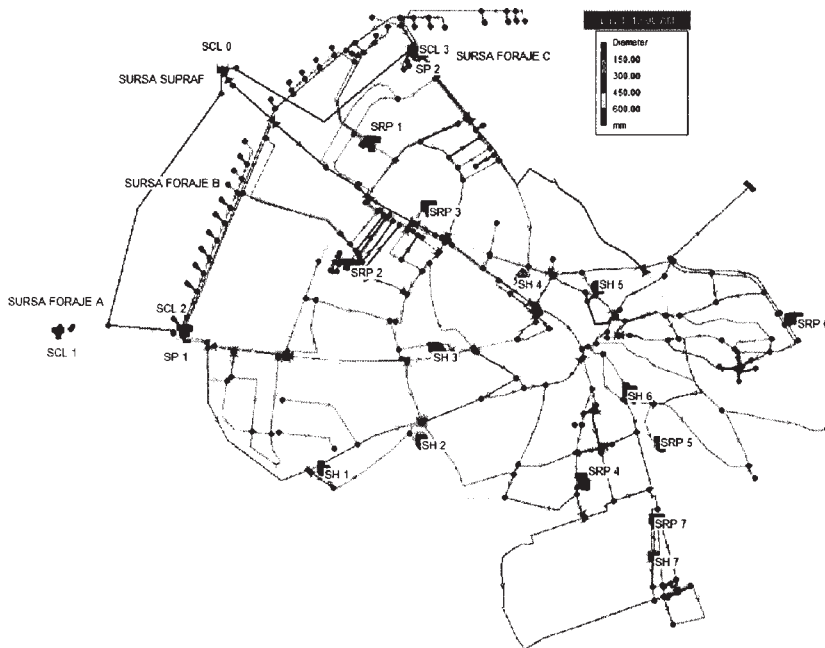 Diameter
150.00
300.00
450.00
600.00
mm
SCL 0
SCL 3
SP 2
SURSA FORAJE C
SURSA SUPRAF
SRP 1
SURSA FORAJE B
SRP 3
SRP 2
SH 4
SH 5
SURSA FORAJE A
SCL 2
SRP 6
SCL 1
SP 1
SH 3
SH 6
SH 2
SRP 5
SH 1
SRP 4
SRP 7
SH 7